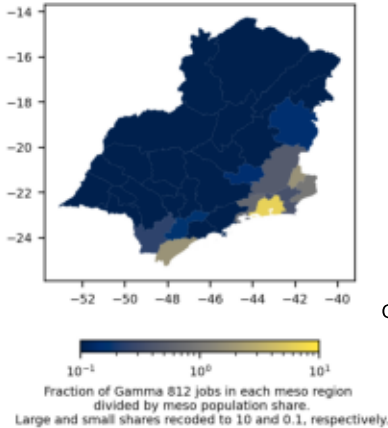 −14
−16
−18
−20
−22
−24
−52 −50 −48 −46 −44 −42 −40
10⁻¹ 10⁰ 10¹
Fraction of Gamma 812 jobs in each meso region
divided by meso population share.
Large and small shares recoded to 10 and 0.1, respectively.